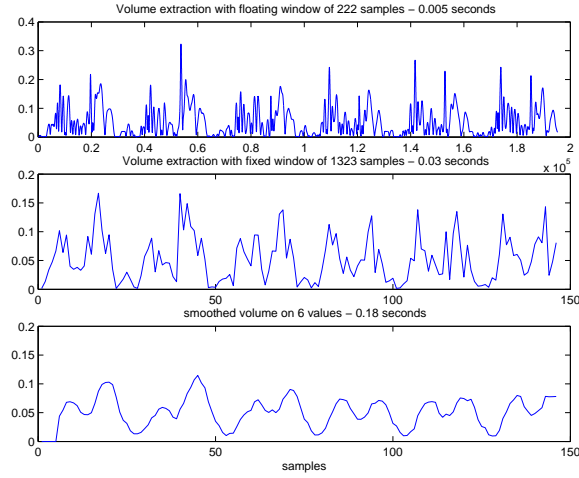 Volume extraction with floating window of 222 samples − 0.005 seconds
0.4
0.3
0.2
0.1
0
0 0.2 0.4 0.6 0.8 1 1.2 1.4 1.6 1.8 2
x 10^5
Volume extraction with fixed window of 1323 samples − 0.03 seconds
0.2
0.15
0.1
0.05
0
0 50 100 150
smoothed volume on 6 values − 0.18 seconds
0.2
0.15
0.1
0.05
0
0 50 100 150
samples